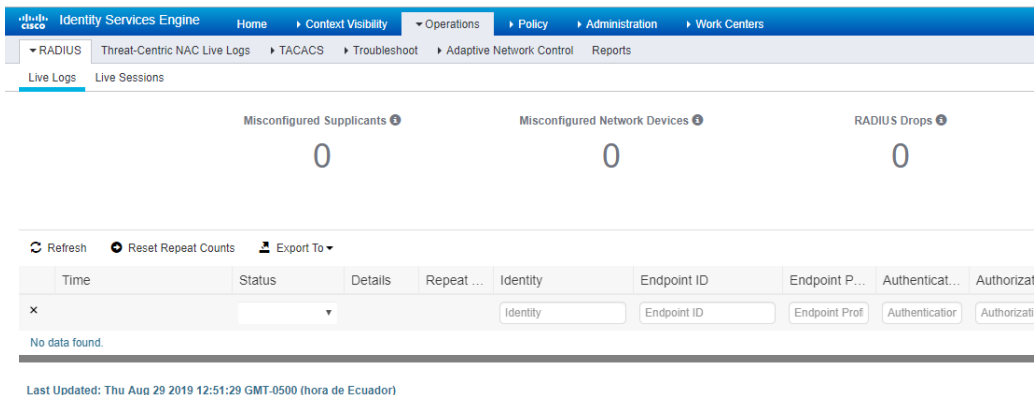 cisco Identity Services Engine Home Context Visibility Operations Policy Administration Work Centers
RADIUS Threat-Centric NAC Live Logs TACACS Troubleshoot Adaptive Network Control Reports
Live Logs Live Sessions
Misconfigured Supplicants Misconfigured Network Devices RADIUS Drops
0 0 0
Refresh Reset Repeat Counts Export To
Time Status Details Repeat ... Identity Endpoint ID Endpoint P... Authenticat... Authorizat
Identity Endpoint ID Endpoint Profi Authentication Authorizati
No data found.
Last Updated: Thu Aug 29 2019 12:51:29 GMT-0500 (hora de Ecuador)